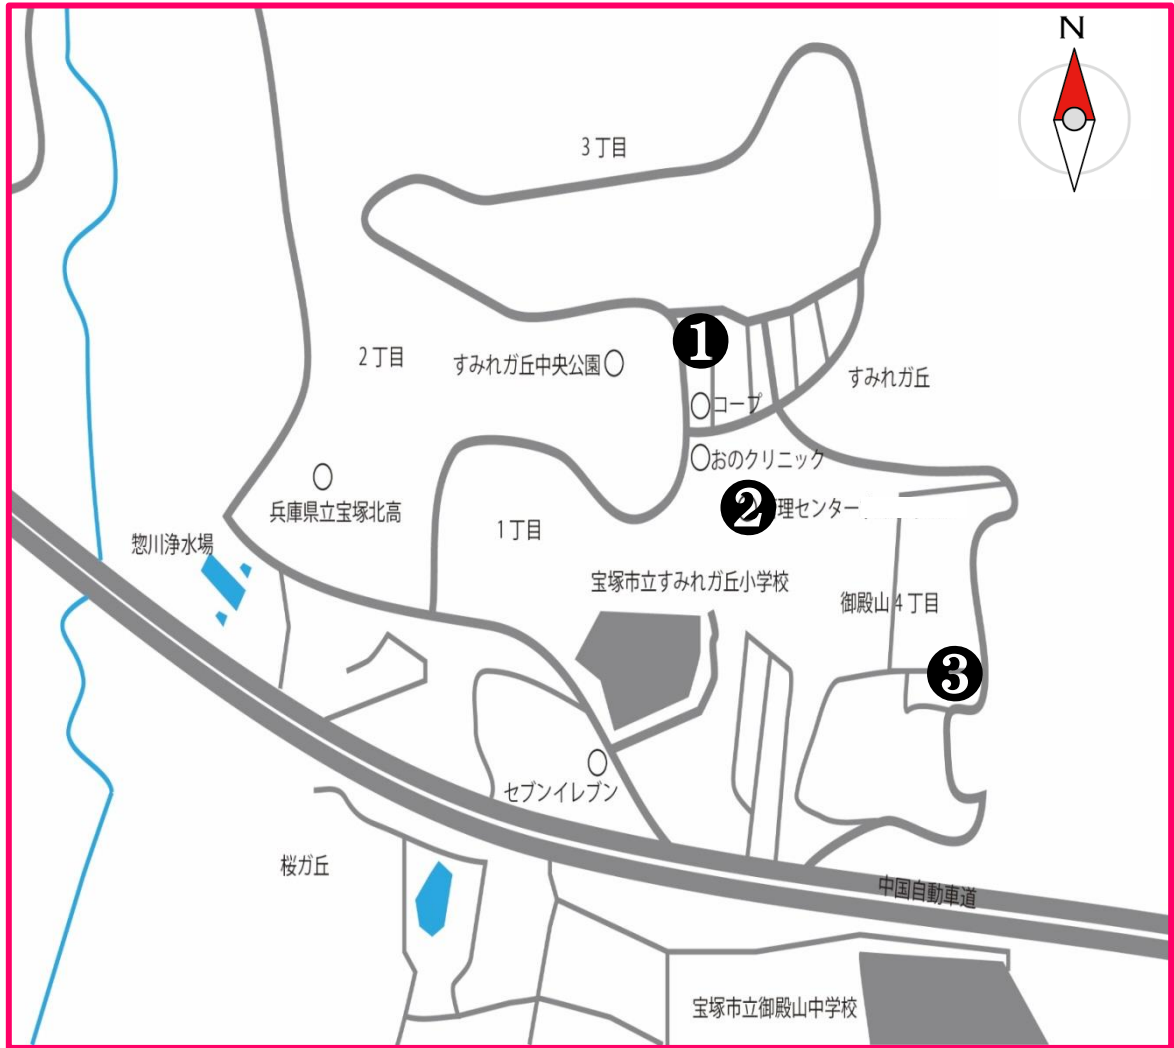 N
3丁目
❶
2丁目
すみれガ丘中央公園
すみれガ丘
コープ
おのクリニック
兵庫県立宝塚北高
❷
理センター
1丁目
惣川浄水場
宝塚市立すみれガ丘小学校
御殿山4丁目
❸
セブンイレブン
桜ガ丘
中国自動車道
宝塚市立御殿山中学校